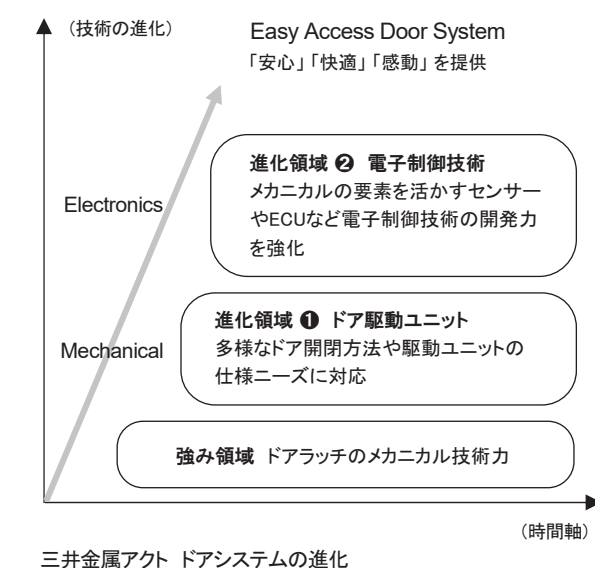 （技術の進化）
Easy Access Door System
「安心」「快適」「感動」を提供
進化領域 ❷ 電子制御技術
メカニカルの要素を活かすセンサー
やECUなど電子制御技術の開発力
を強化
Electronics
進化領域 ❶ ドア駆動ユニット
多様なドア開閉方法や駆動ユニットの
仕様ニーズに対応
Mechanical
強み領域 ドアラッチのメカニカル技術力
（時間軸）
三井金属アクト ドアシステムの進化